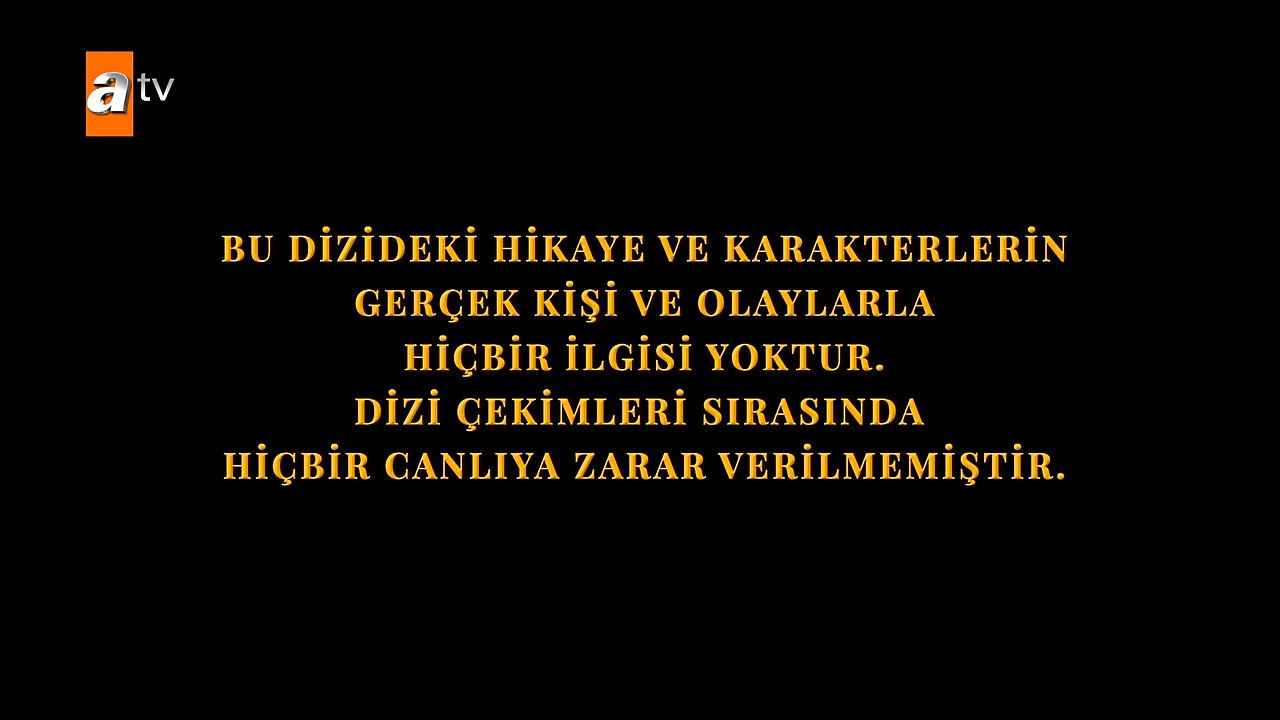 atv
BU DİZİDEKİ HİKAYE VE KARAKTERLERİN
GERÇEK KİŞİ VE OLAYLARLA
HİÇBİR İLGİSİ YOKTUR.
DİZİ ÇEKİMLERİ SIRASINDA
HİÇBİR CANLIYA ZARAR VERİLMEMİŞTİR.